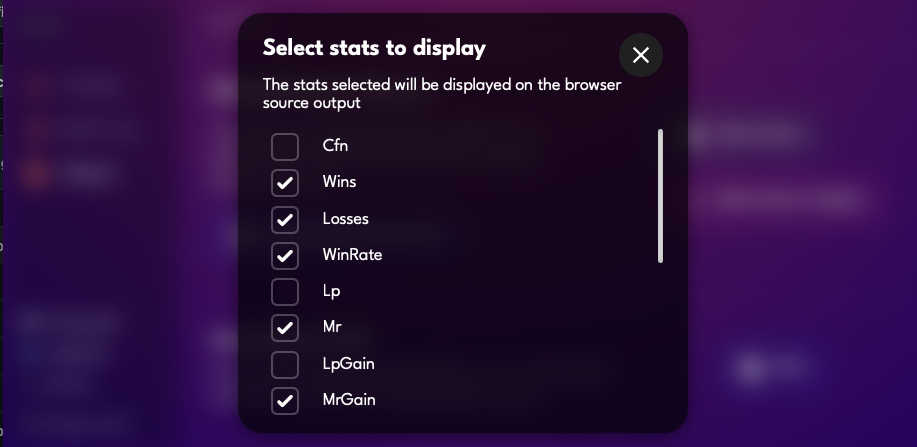 Select stats to display
The stats selected will be displayed on the browser
source output
Cfn
Wins
Losses
WinRate
Lp
Mr
LpGain
MrGain